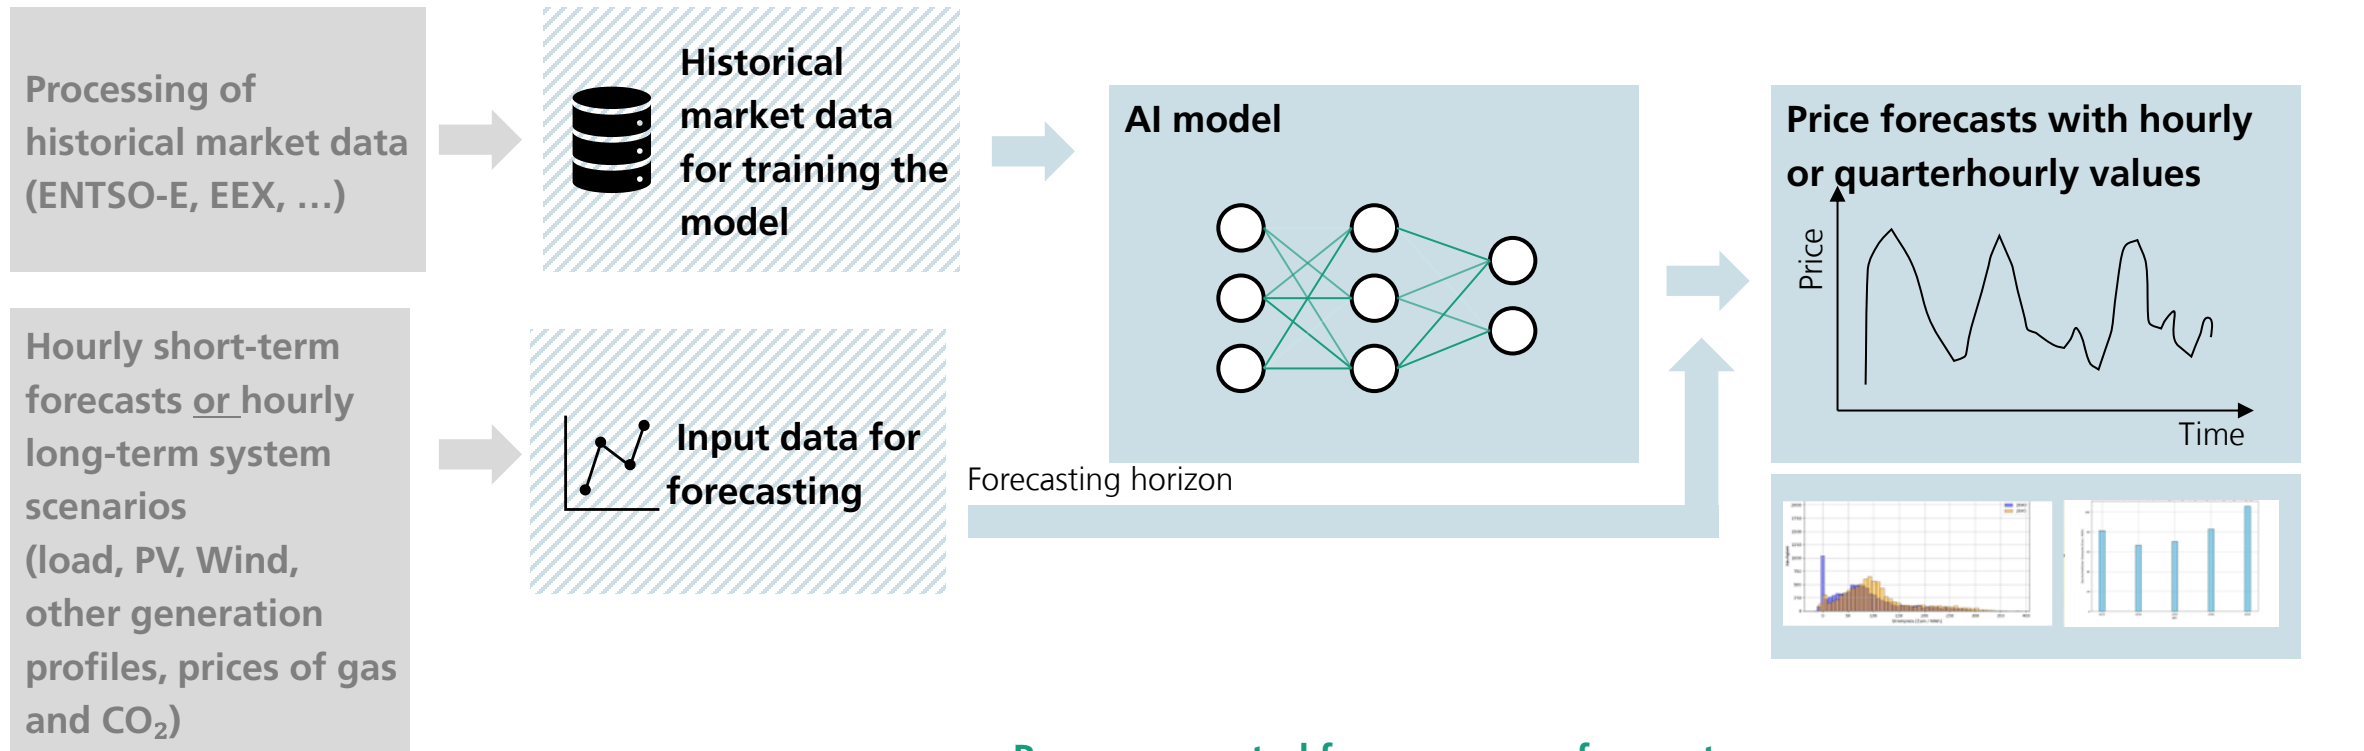 Processing of
historical market data
(ENTSO-E, EEX, …)
Historical
market data
for training the
model
AI model
Price forecasts with hourly
or quarterhourly values
Price
Time
Hourly short-term
forecasts or hourly
long-term system
scenarios
(load, PV, Wind,
other generation
profiles, prices of gas
and CO₂)
Input data for
forecasting
Forecasting horizon